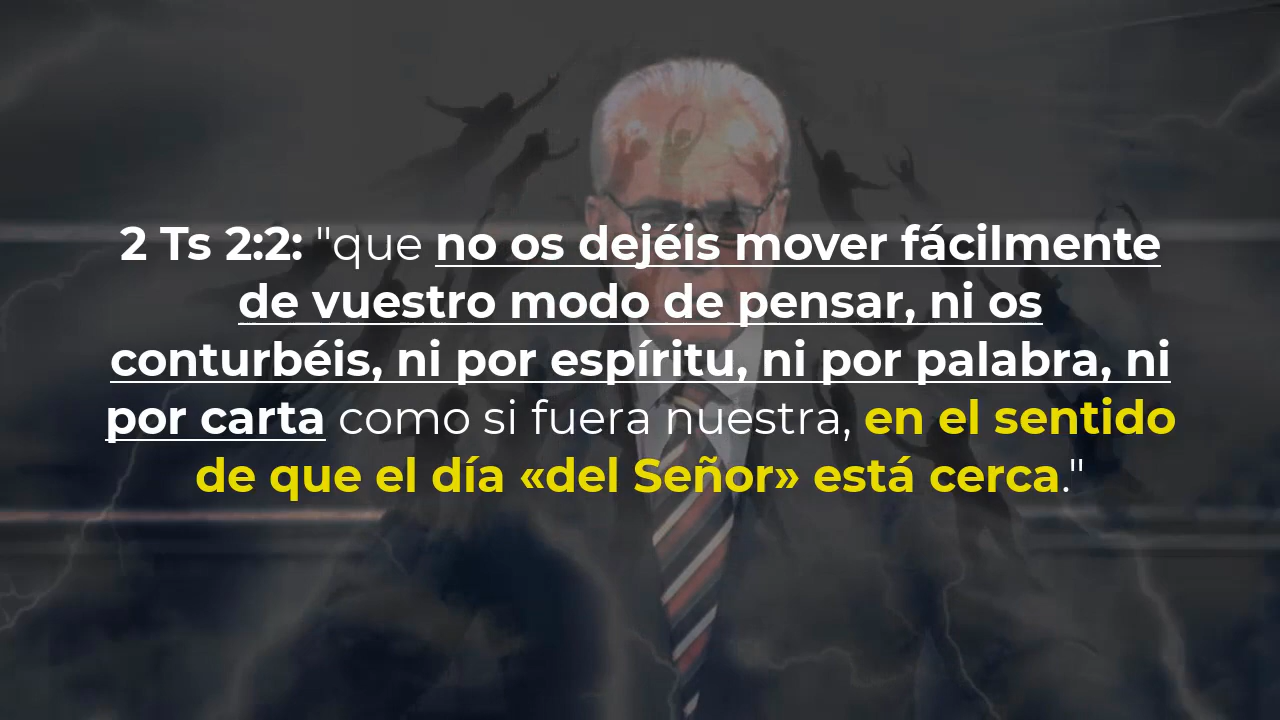 2 Ts 2:2: "que no os dejéis mover fácilmente
de vuestro modo de pensar, ni os
conturbéis, ni por espíritu, ni por palabra, ni
por carta como si fuera nuestra, en el sentido
de que el día «del Señor» está cerca."